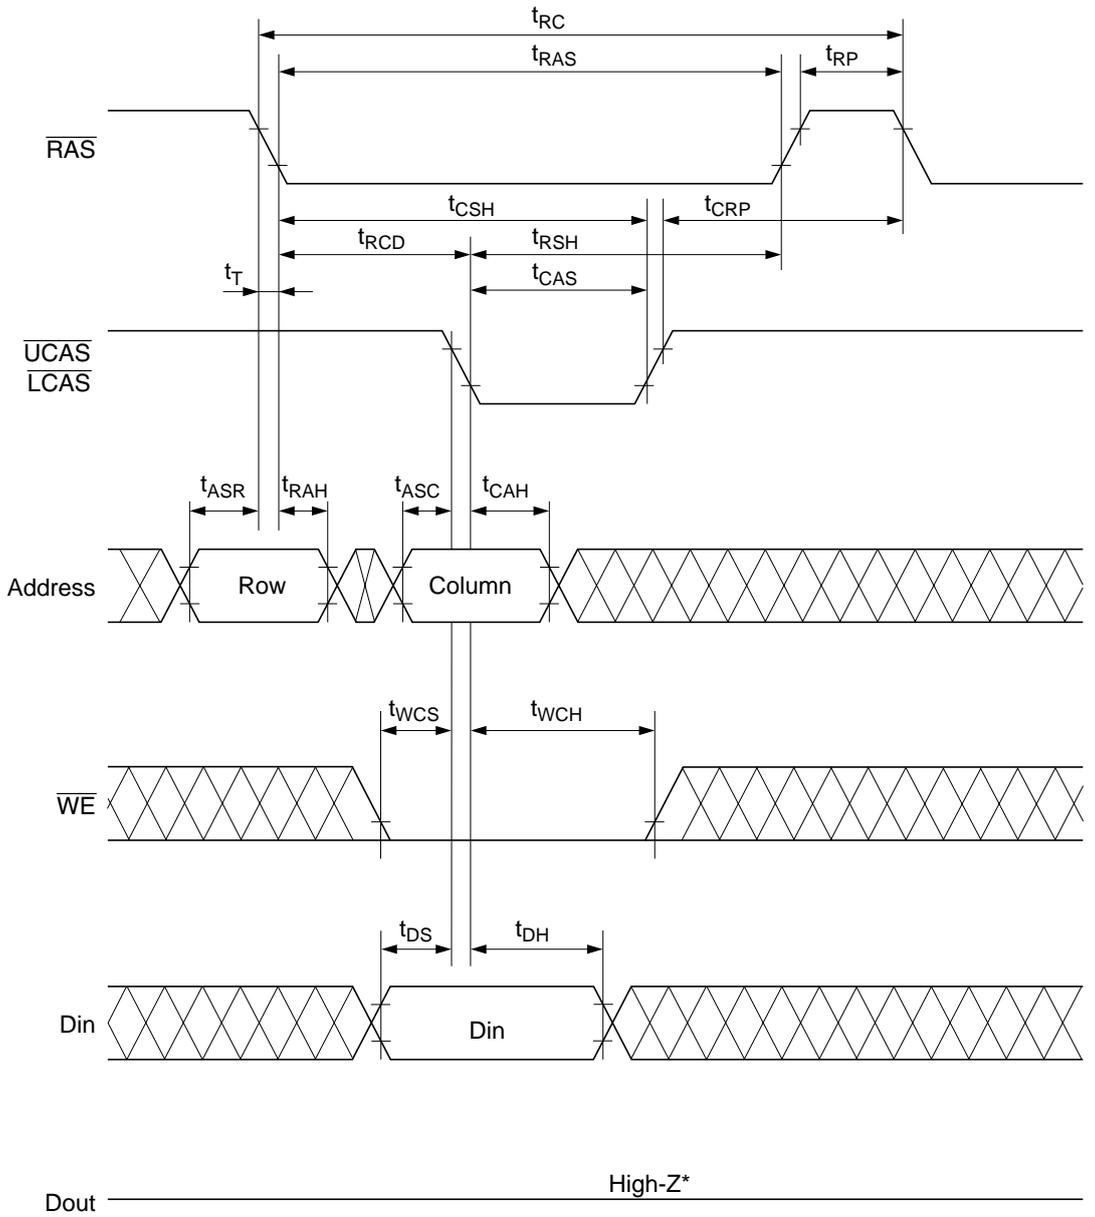 tRC
tRAS
tRP
RAS
tCSH
tCRP
tRCD
tRSH
tT
tCAS
UCAS
LCAS
tASR
tRAH
tASC
tCAH
Address
Row
Column
tWCS
tWCH
WE
tDS
tDH
Din
Din
High-Z*
Dout